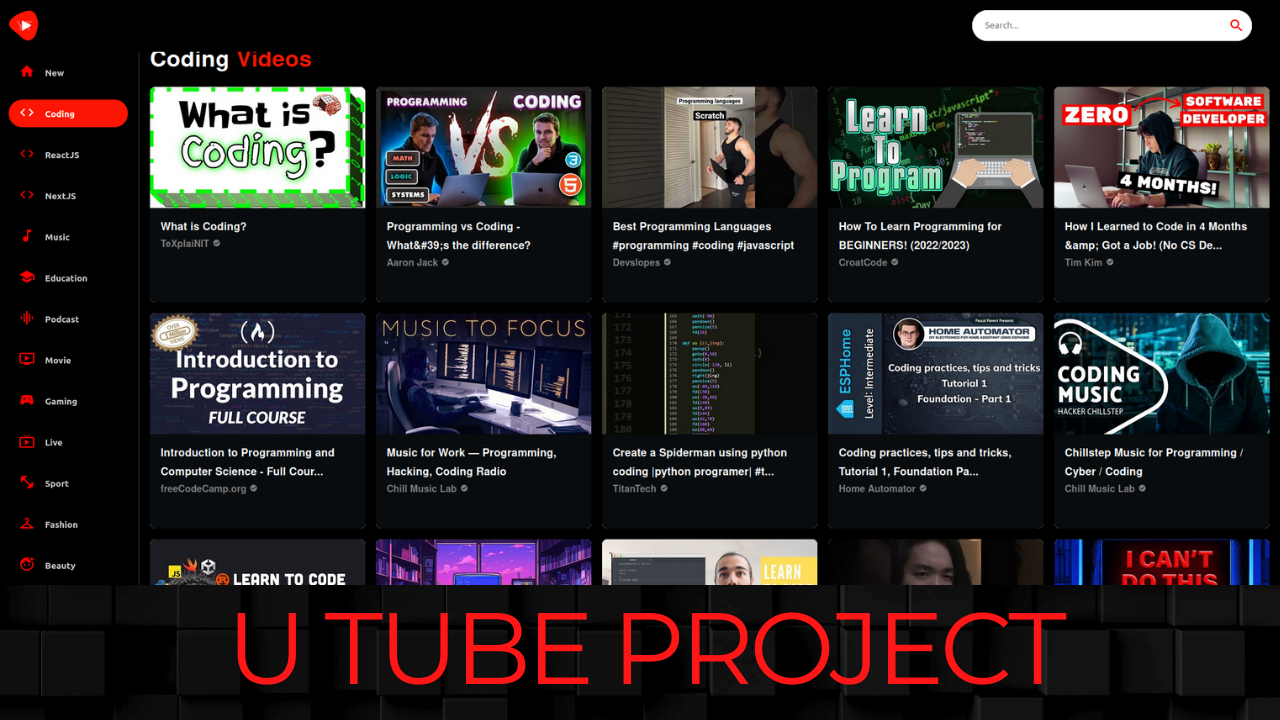 Search...
Coding Videos
New
Coding
ReactJS
NextJS
Music
Education
Podcast
Movie
Gaming
Live
Sport
Fashion
Beauty
What is
Coding?
What is Coding?
TeXplaiNIT
PROGRAMMING VS CODING
MATH
LOGIC
SYSTEMS
Programming vs Coding -
What&#39;s the difference?
Aaron Jack
Programming languages
Scratch
Best Programming Languages
#programming #coding #javascript
Devslopes
Learn
To
Program
How To Learn Programming for
BEGINNERS! (2022/2023)
CroatCode
ZERO
SOFTWARE
DEVELOPER
4 MONTHS!
How I Learned to Code in 4 Months
&amp; Got a Job! (No CS De...
Tim Kim
Introduction to
Programming
FULL COURSE
Introduction to Programming and
Computer Science - Full Cour...
freeCodeCamp.org
MUSIC TO FOCUS
Music for Work — Programming,
Hacking, Coding Radio
Chill Music Lab
Create a Spiderman using python
coding |python programer| #t...
TitanTech
ESPHome
Level: Intermediate
HOME AUTOMATOR
Coding practices, tips and tricks
Tutorial 1
Foundation - Part 1
Coding practices, tips and tricks,
Tutorial 1, Foundation Pa...
Home Automator
CODING
MUSIC
HACKER CHILLSTEP
Chillstep Music for Programming /
Cyber / Coding
Chill Music Lab
JS
LEARN TO CODE
LEARN
I CAN'T
DO THIS
U TUBE PROJECT